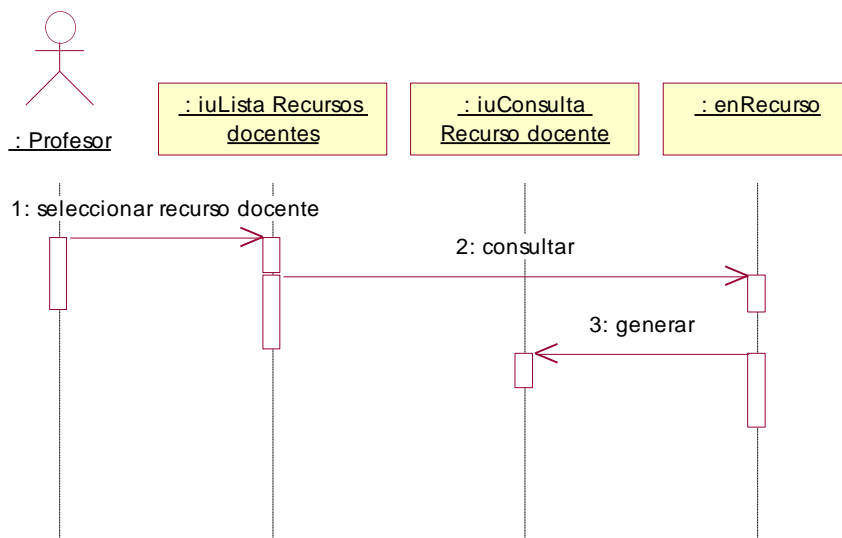 : Profesor
: iuLista Recursos
docentes
: iuConsulta
Recurso docente
: enRecurso
1: seleccionar recurso docente
2: consultar
3: generar